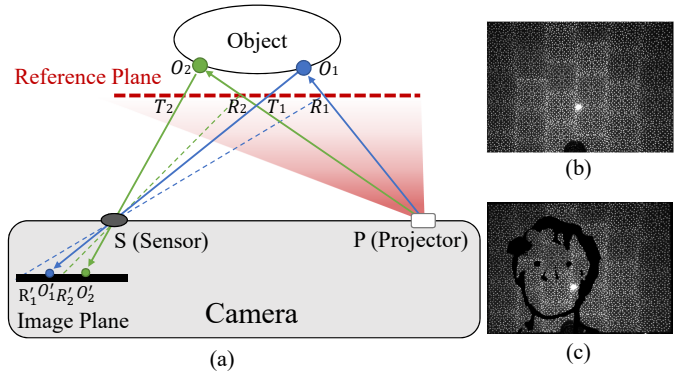 Object
O₂ O₁
Reference Plane
T₂ R₂ T₁ R₁
(b)
S (Sensor) P (Projector)
R′₁ O′₁ R′₂ O′₂
Image Plane
Camera
(a)
(c)